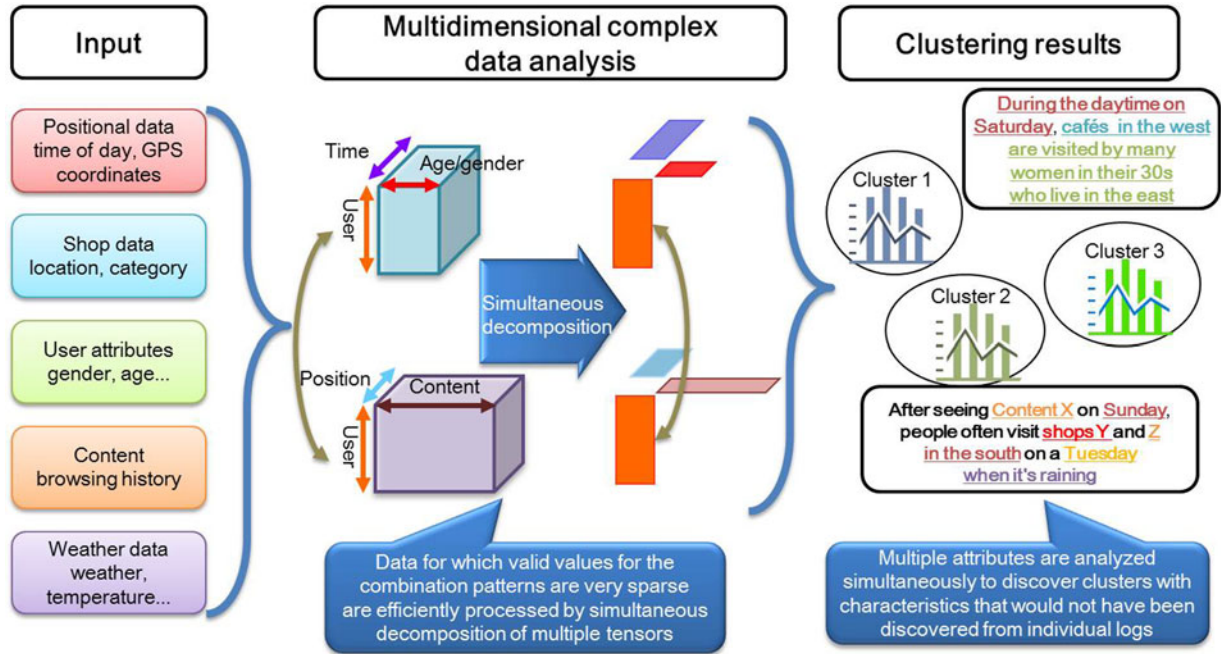 Input
Positional data
time of day, GPS
coordinates
Shop data
location, category
User attributes
gender, age...
Content
browsing history
Weather data
weather,
temperature...
Multidimensional complex
data analysis
Time
Age/gender
User
Position
Content
User
Simultaneous
decomposition
Data for which valid values for the
combination patterns are very sparse
are efficiently processed by simultaneous
decomposition of multiple tensors
Clustering results
During the daytime on
Saturday, cafés in the west
are visited by many
women in their 30s
who live in the east
Cluster 1
Cluster 3
Cluster 2
After seeing Content X on Sunday,
people often visit shops Y and Z
in the south on a Tuesday
when it's raining
Multiple attributes are analyzed
simultaneously to discover clusters with
characteristics that would not have been
discovered from individual logs